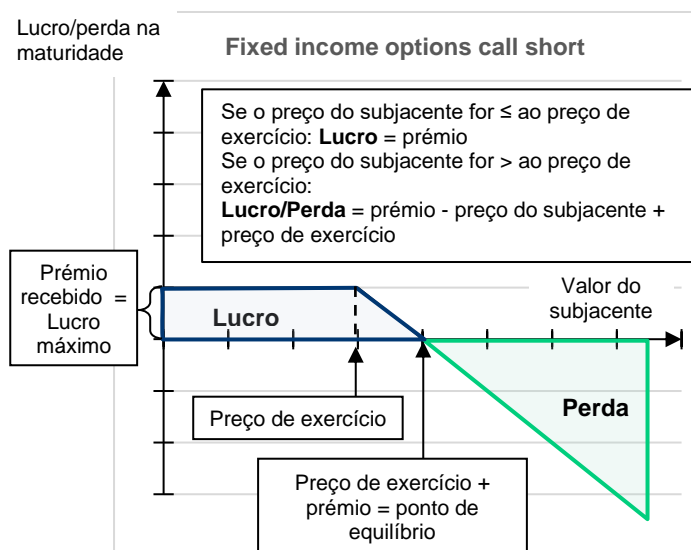 Lucro/perda na
maturidade
Fixed income options call short
Se o preço do subjacente for ≤ ao preço de
exercício: Lucro = prémio
Se o preço do subjacente for > ao preço de
exercício:
Lucro/Perda = prémio - preço do subjacente +
preço de exercício
Prémio
recebido =
Lucro
máximo
Lucro
Valor do
subjacente
Preço de exercício
Perda
Preço de exercício +
prémio = ponto de
equilíbrio